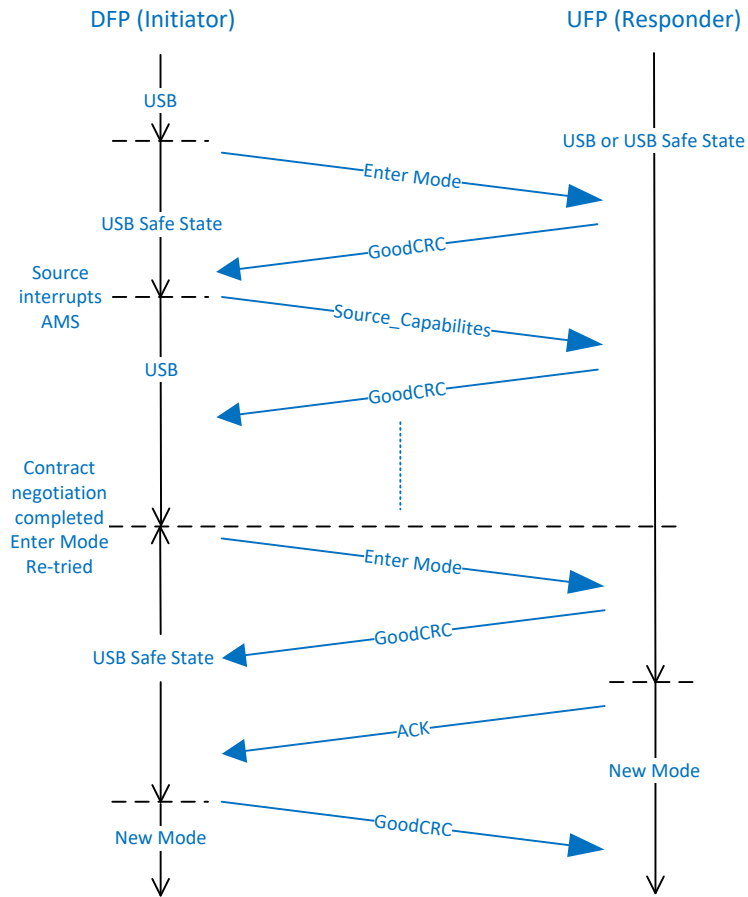 DFP (Initiator)
UFP (Responder)
USB
USB or USB Safe State
Enter Mode
USB Safe State
GoodCRC
Source
interrupts
AMS
Source_Capabilites
USB
GoodCRC
Contract
negotiation
completed
Enter Mode
Re-tried
Enter Mode
GoodCRC
USB Safe State
ACK
New Mode
GoodCRC
New Mode